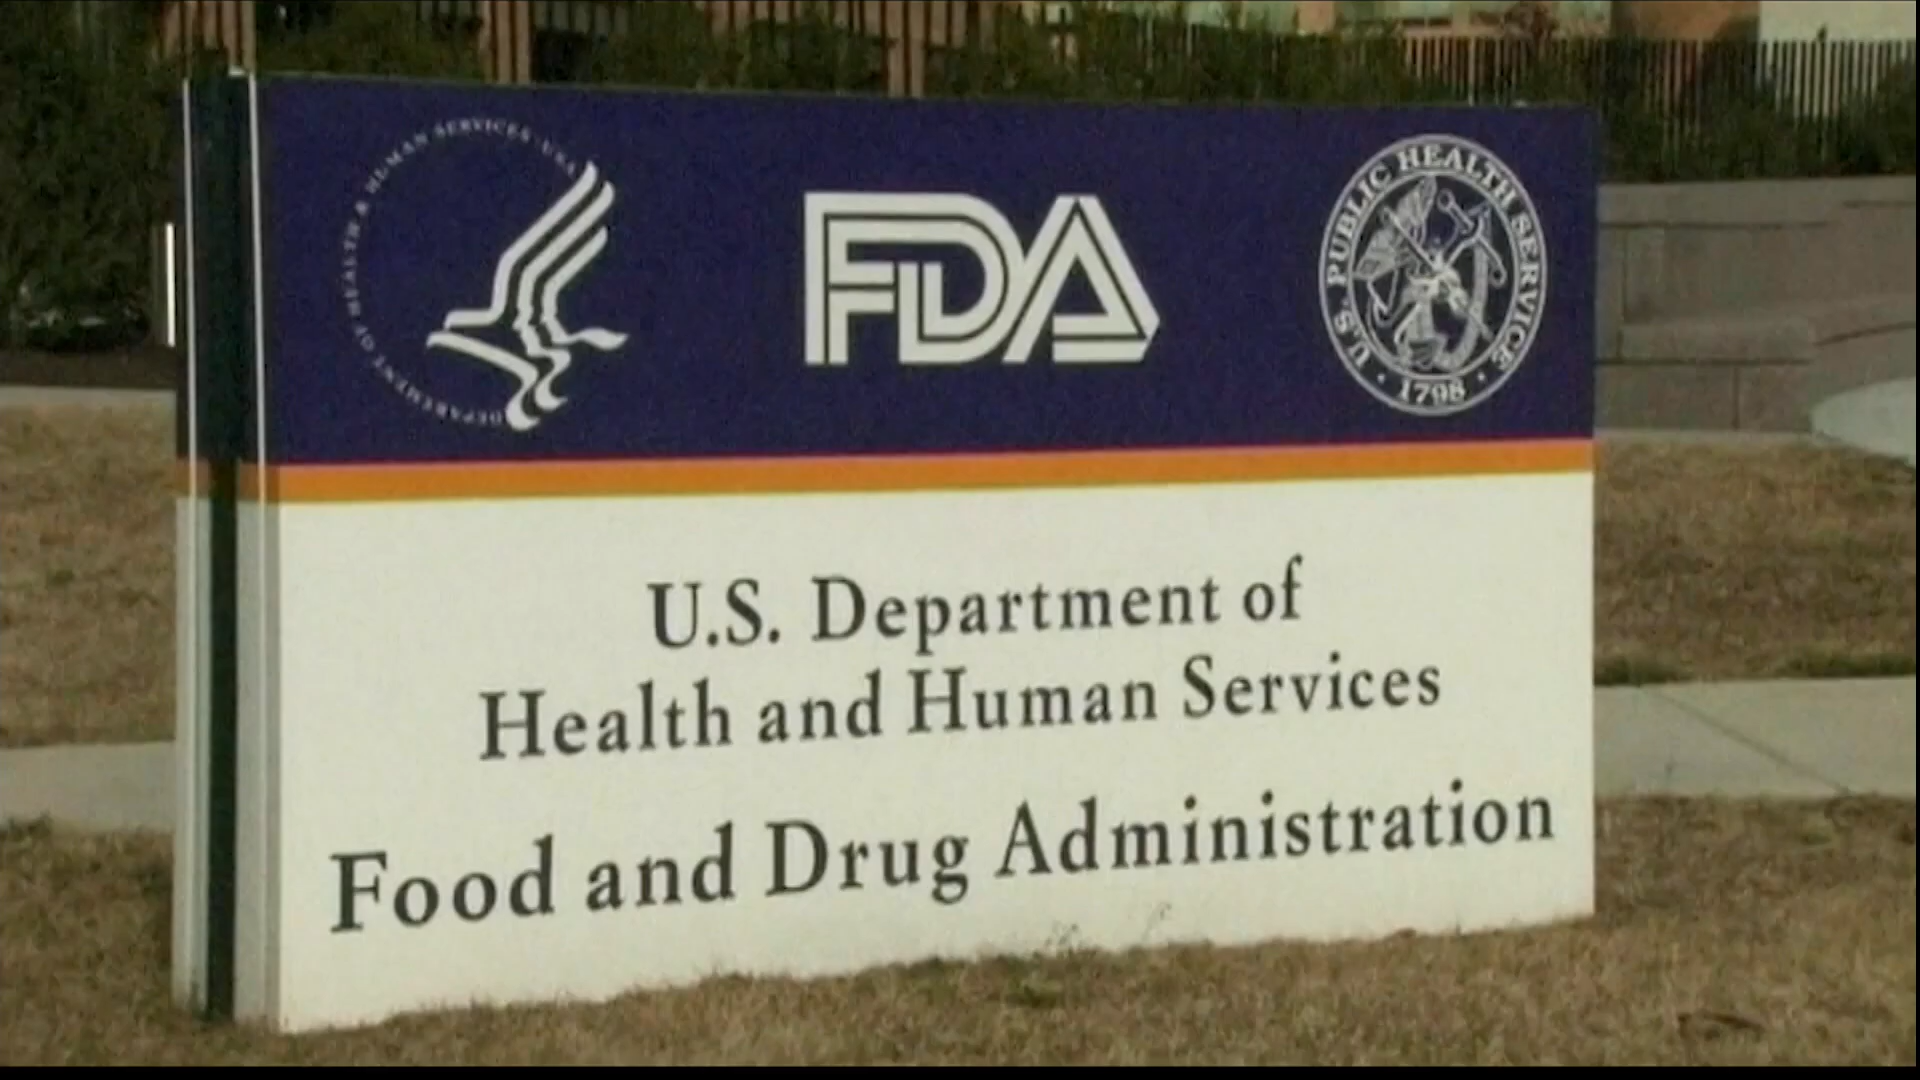 DEPARTMENT OF HEALTH & HUMAN SERVICES · USA
FDA
U.S. PUBLIC HEALTH SERVICE
· 1798 ·
U.S. Department of
Health and Human Services
Food and Drug Administration